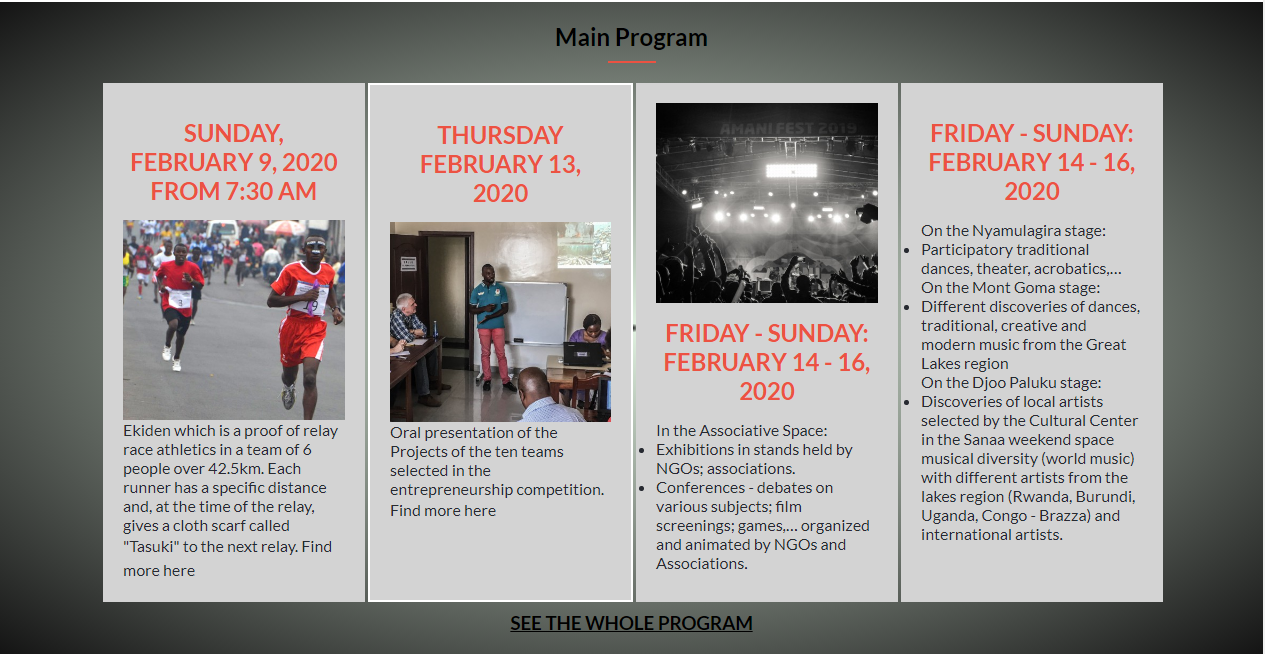 Main Program
SUNDAY,
FEBRUARY 9, 2020
FROM 7:30 AM
Ekiden which is a proof of relay
race athletics in a team of 6
people over 42.5km. Each
runner has a specific distance
and, at the time of the relay,
gives a cloth scarf called
"Tasuki" to the next relay. Find
more here
THURSDAY
FEBRUARY 13,
2020
Oral presentation of the
Projects of the ten teams
selected in the
entrepreneurship competition.
Find more here
AMANI FEST 2019
FRIDAY - SUNDAY:
FEBRUARY 14 - 16,
2020
In the Associative Space:
• Exhibitions in stands held by
NGOs; associations.
• Conferences - debates on
various subjects; film
screenings; games,... organized
and animated by NGOs and
Associations.
FRIDAY - SUNDAY:
FEBRUARY 14 - 16,
2020
On the Nyamulagira stage:
• Participatory traditional
dances, theater, acrobatics,...
On the Mont Goma stage:
• Different discoveries of dances,
traditional, creative and
modern music from the Great
Lakes region
On the Djoo Paluku stage:
• Discoveries of local artists
selected by the Cultural Center
in the Sanaa weekend space
musical diversity (world music)
with different artists from the
lakes region (Rwanda, Burundi,
Uganda, Congo - Brazza) and
international artists.
SEE THE WHOLE PROGRAM